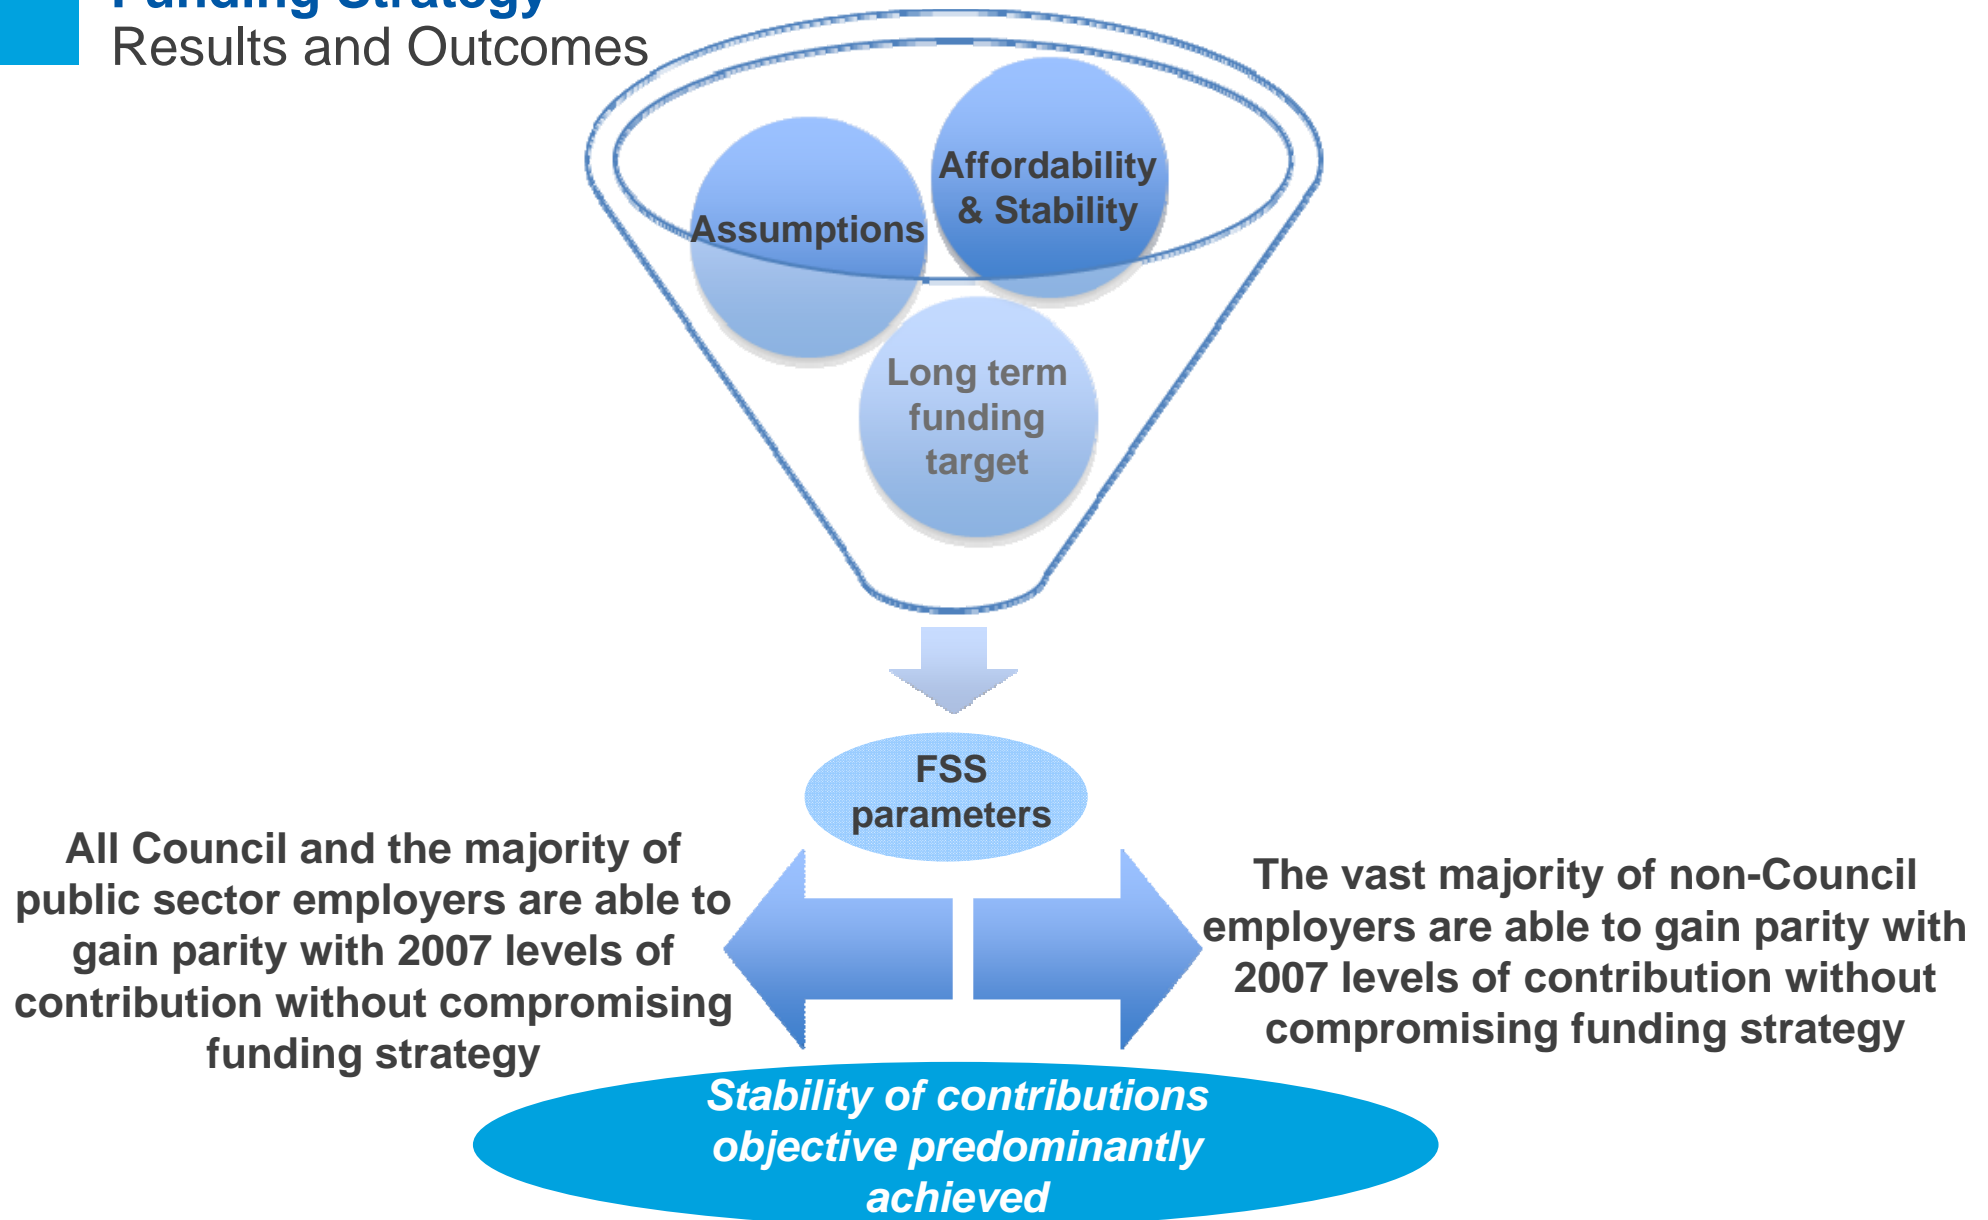 Funding Strategy
Results and Outcomes
Affordability
& Stability
Assumptions
Long term
funding
target
FSS
parameters
All Council and the majority of
public sector employers are able to
gain parity with 2007 levels of
contribution without compromising
funding strategy
The vast majority of non-Council
employers are able to gain parity with
2007 levels of contribution without
compromising funding strategy
Stability of contributions
objective predominantly
achieved